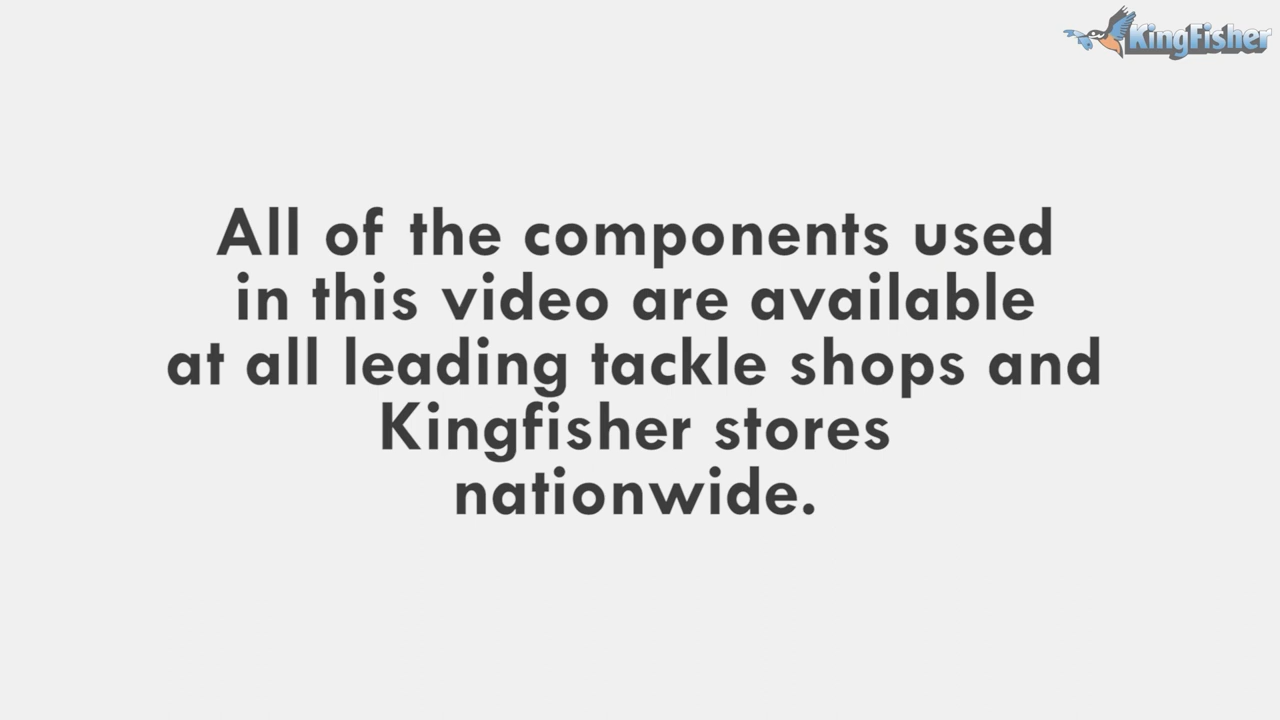 KingFisher
All of the components used
in this video are available
at all leading tackle shops and
Kingfisher stores
nationwide.